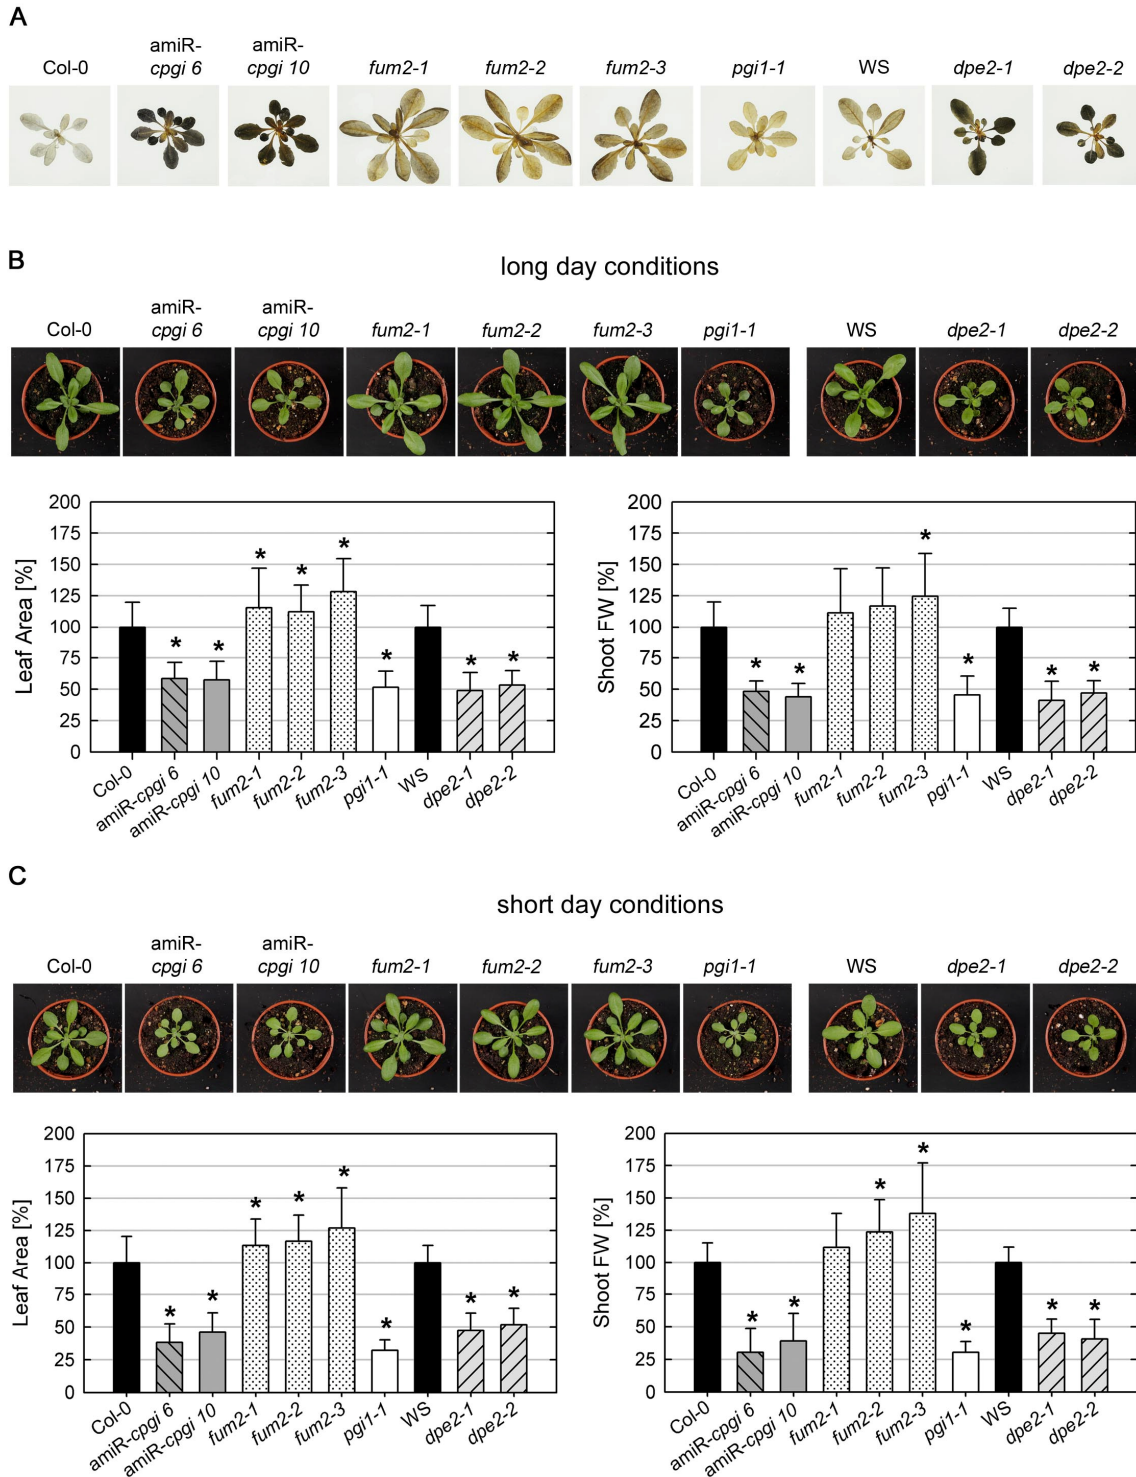 A
Col-0
amiR-
cpgi 6
amiR-
cpgi 10
fum2-1
fum2-2
fum2-3
pgi1-1
WS
dpe2-1
dpe2-2
B
long day conditions
Col-0
amiR-
cpgi 6
amiR-
cpgi 10
fum2-1
fum2-2
fum2-3
pgi1-1
WS
dpe2-1
dpe2-2
Leaf Area [%]
200
175
150
125
100
75
50
25
0
* * * * * * * *
Col-0
amiR-cpgi 6
amiR-cpgi 10
fum2-1
fum2-2
fum2-3
pgi1-1
WS
dpe2-1
dpe2-2
Shoot FW [%]
200
175
150
125
100
75
50
25
0
* * * * * *
Col-0
amiR-cpgi 6
amiR-cpgi 10
fum2-1
fum2-2
fum2-3
pgi1-1
WS
dpe2-1
dpe2-2
C
short day conditions
Col-0
amiR-
cpgi 6
amiR-
cpgi 10
fum2-1
fum2-2
fum2-3
pgi1-1
WS
dpe2-1
dpe2-2
Leaf Area [%]
200
175
150
125
100
75
50
25
0
* * * * * * * *
Col-0
amiR-cpgi 6
amiR-cpgi 10
fum2-1
fum2-2
fum2-3
pgi1-1
WS
dpe2-1
dpe2-2
Shoot FW [%]
200
175
150
125
100
75
50
25
0
* * * * * * *
Col-0
amiR-cpgi 6
amiR-cpgi 10
fum2-1
fum2-2
fum2-3
pgi1-1
WS
dpe2-1
dpe2-2